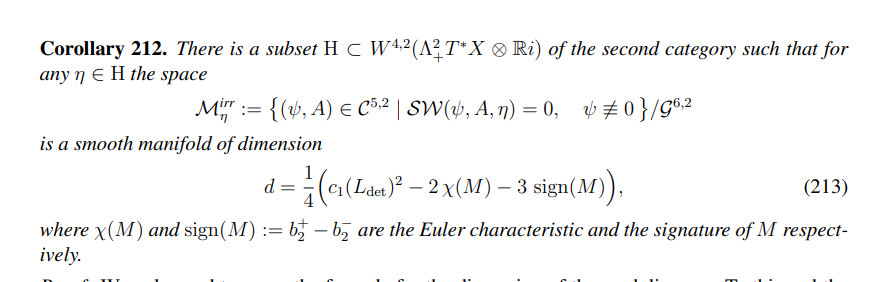 Corollary 212. There is a subset H ⊂ W^{4,2}(Λ^2_+ T*X ⊗ ℝi) of the second category such that for
any η ∈ H the space
M^{irr}_η := {(ψ, A) ∈ C^{5,2} | SW(ψ, A, η) = 0, ψ ≢ 0}/G^{6,2}
is a smooth manifold of dimension
d = 1/4 (c_1(L_det)^2 − 2 χ(M) − 3 sign(M)), (213)
where χ(M) and sign(M) := b_2^+ − b_2^- are the Euler characteristic and the signature of M respect-
ively.